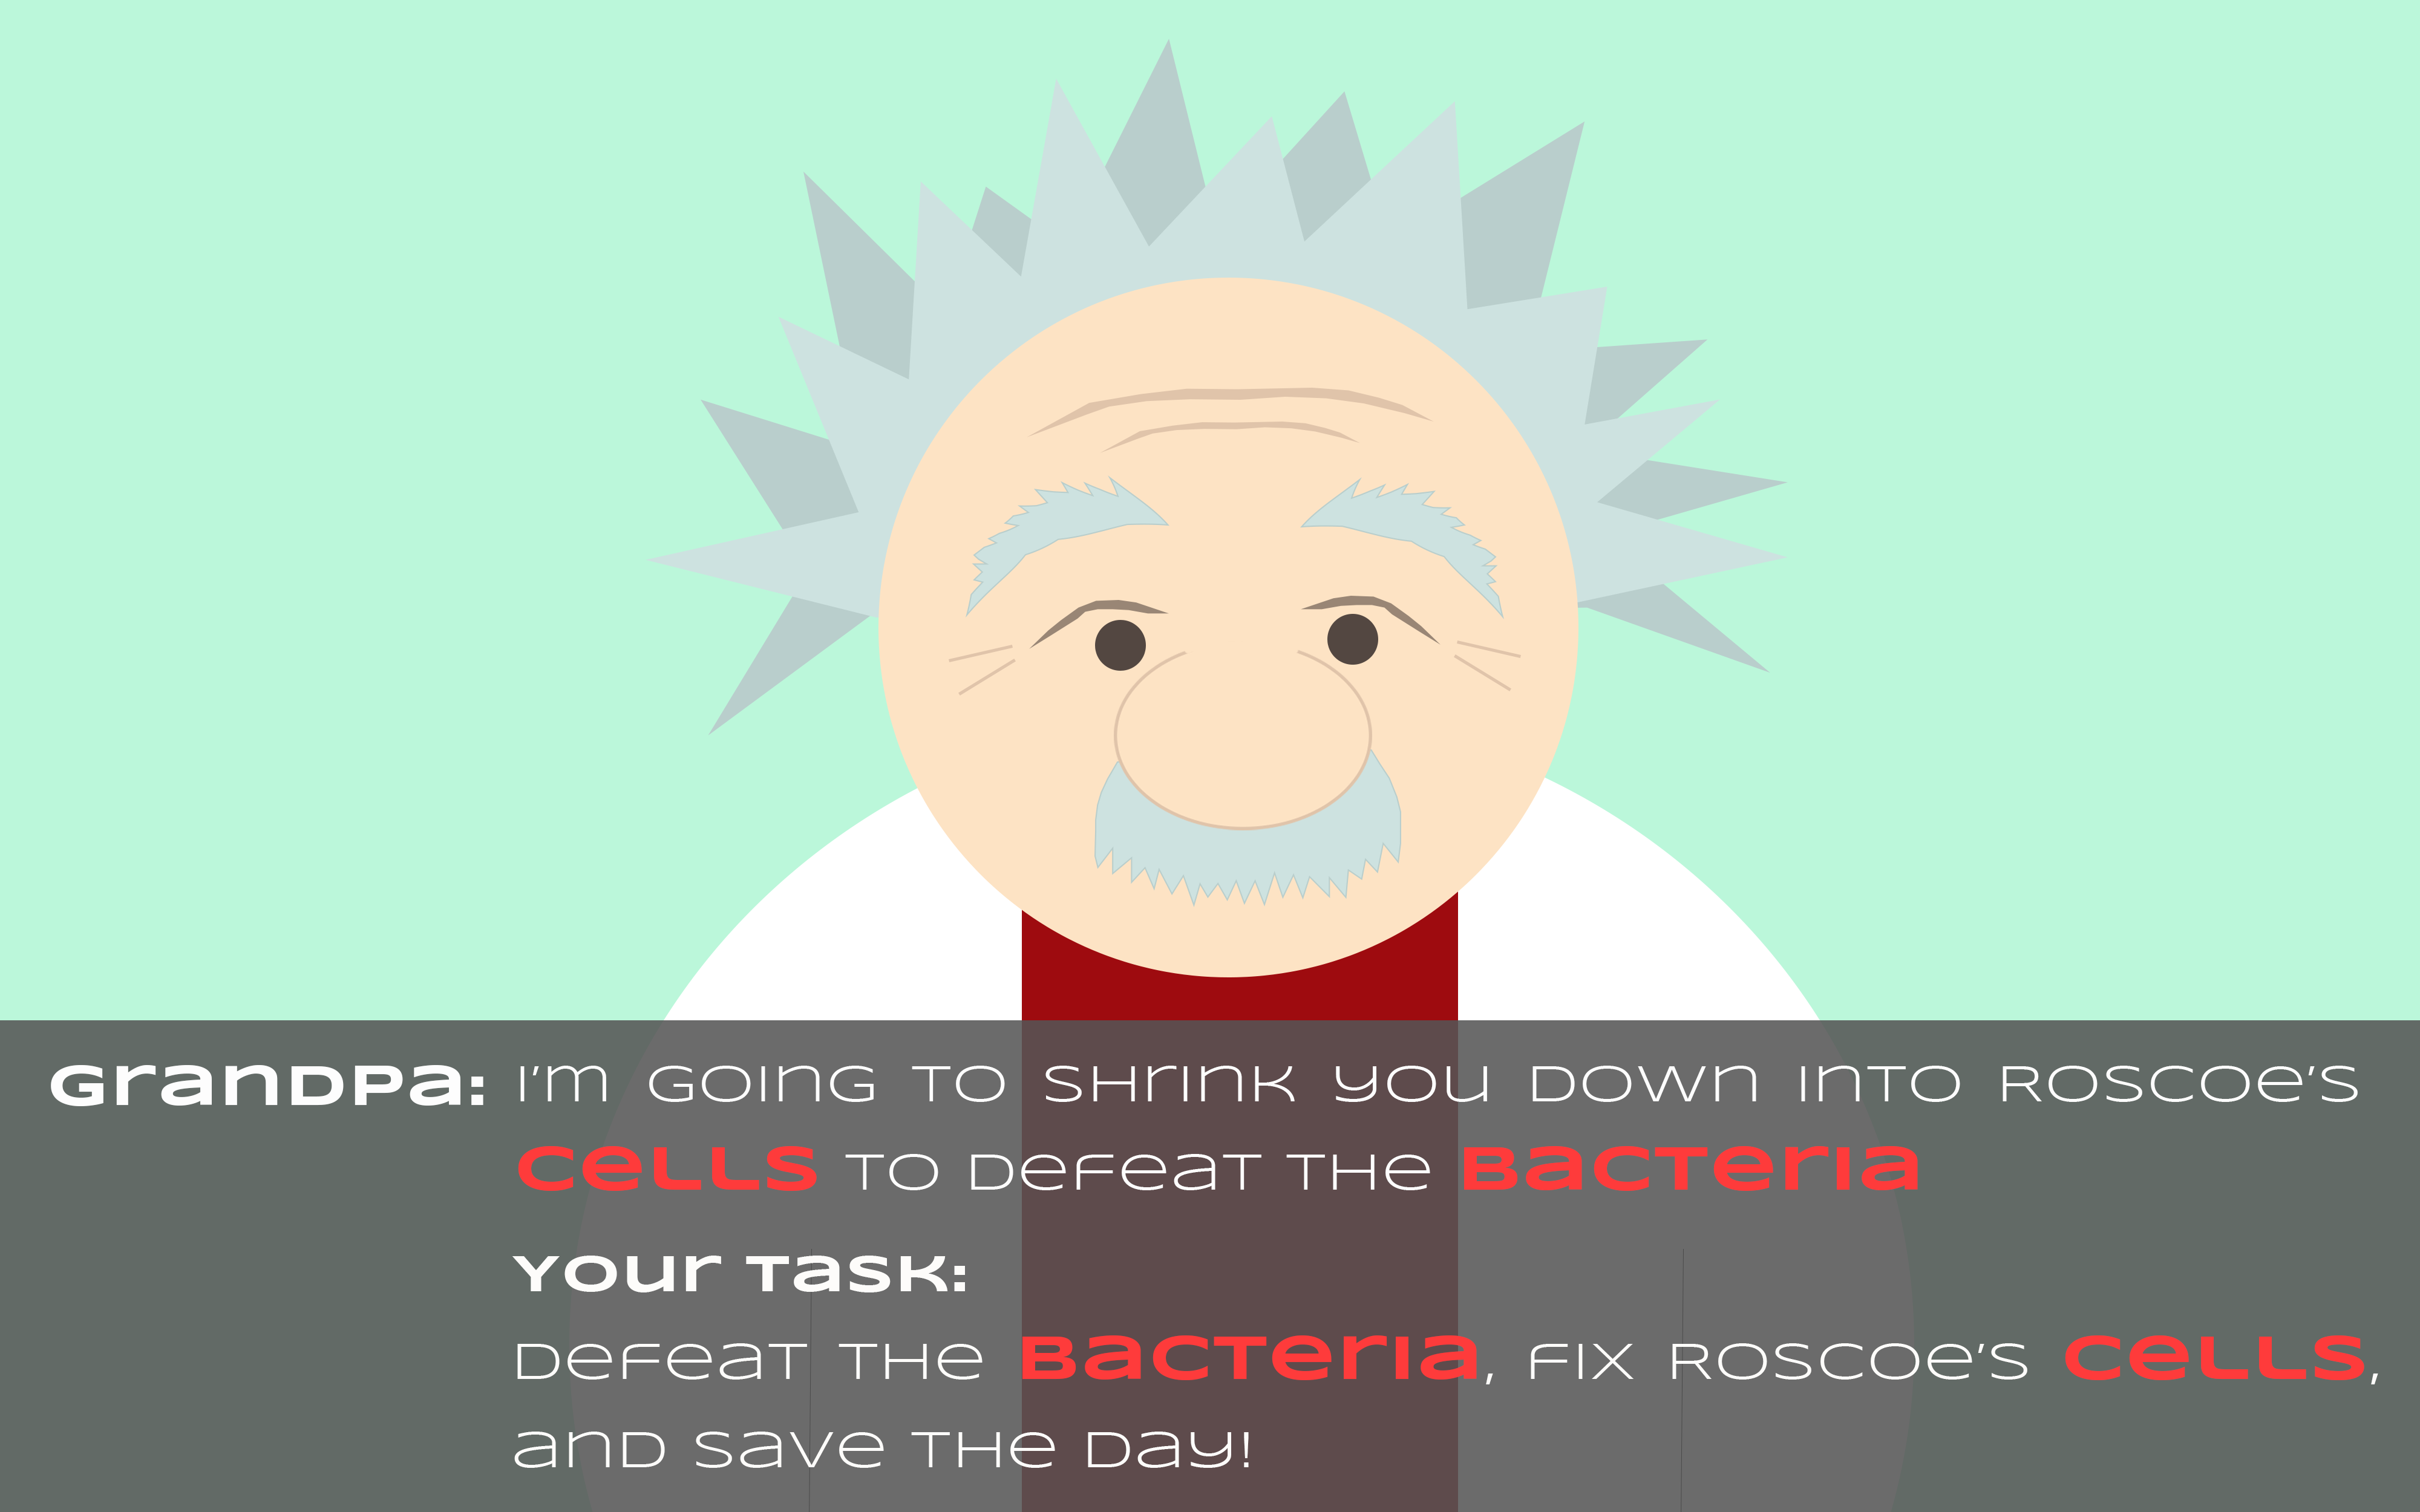 Grandpa: I'm going to shrink you down into Roscoe's
cells to defeat the bacteria
Your Task:
Defeat the bacteria, fix Roscoe's cells,
and save the day!